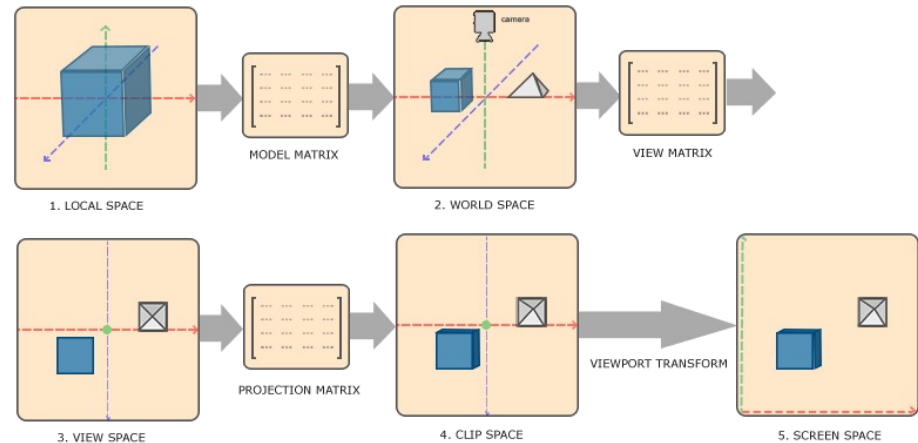 camera
MODEL MATRIX
VIEW MATRIX
1. LOCAL SPACE
2. WORLD SPACE
PROJECTION MATRIX
VIEWPORT TRANSFORM
3. VIEW SPACE
4. CLIP SPACE
5. SCREEN SPACE